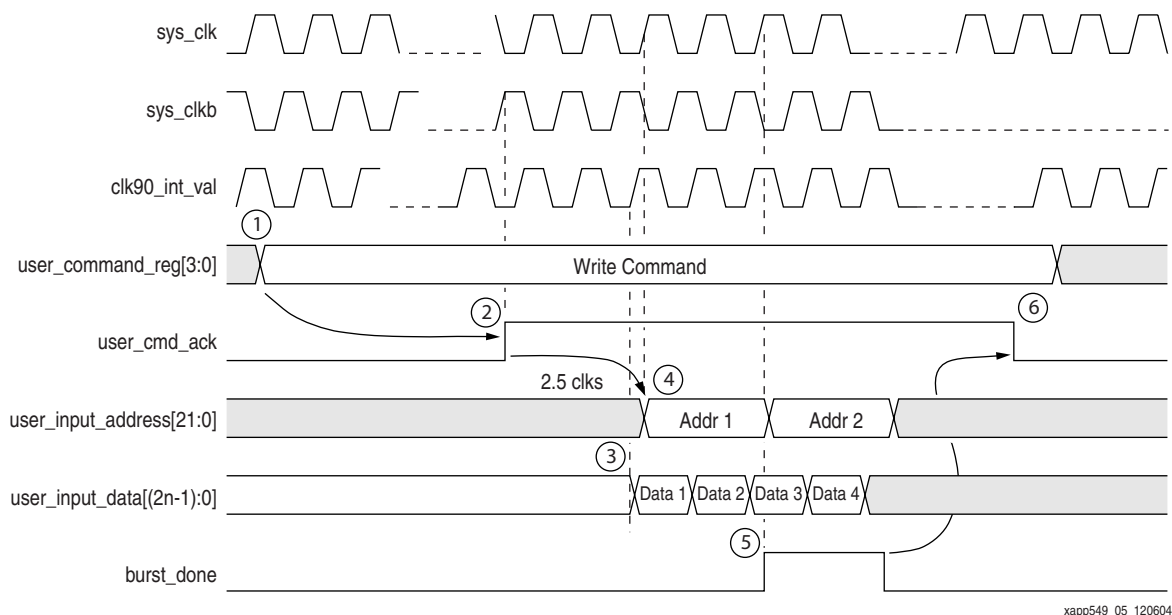 sys_clk
sys_clkb
clk90_int_val
1
user_command_reg[3:0] Write Command
2 6
user_cmd_ack
2.5 clks 4
user_input_address[21:0] Addr 1 Addr 2
3
user_input_data[(2n-1):0] Data 1 Data 2 Data 3 Data 4
5
burst_done
xapp549_05_120604